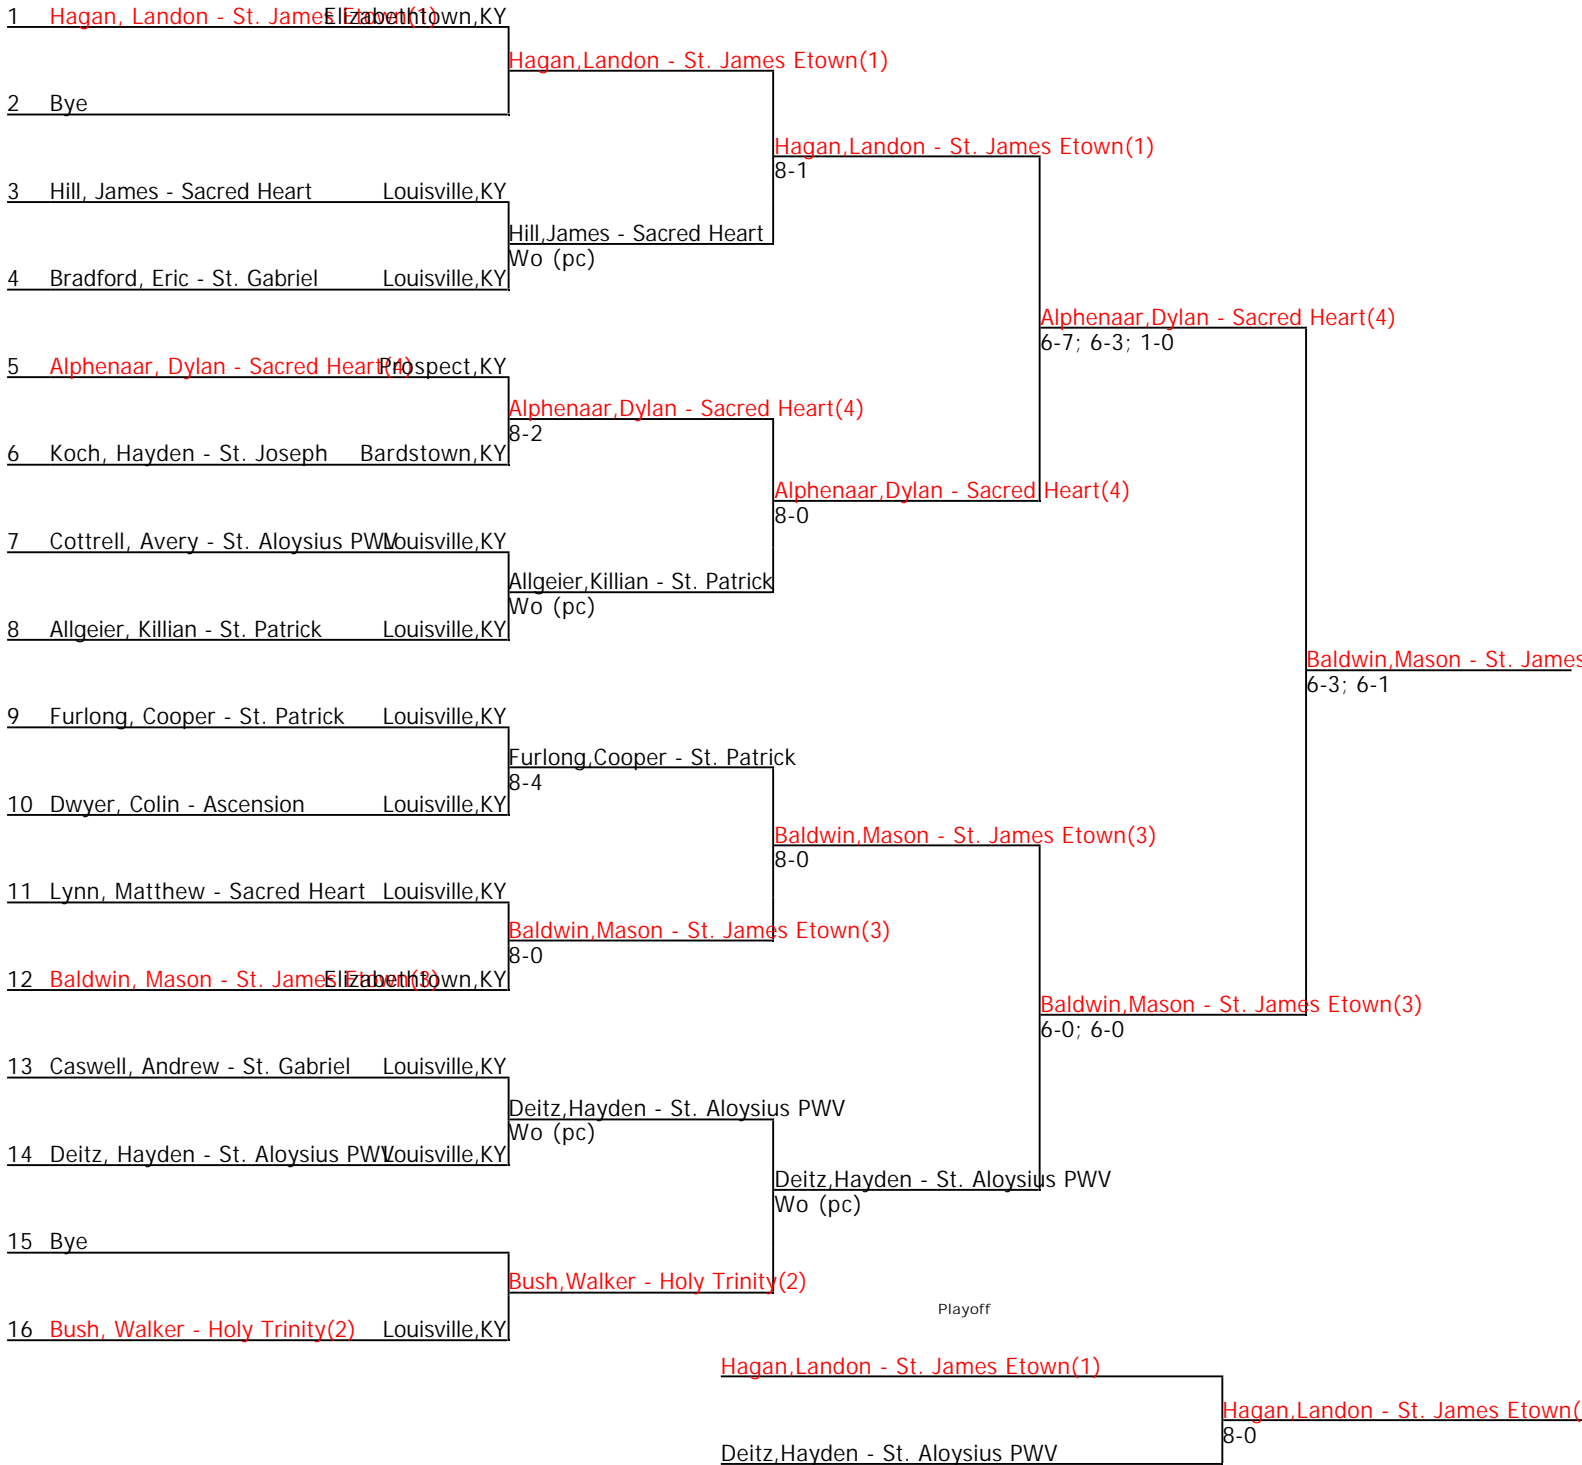 1 Hagan, Landon - St. James Etown(1) Elizabethtown,KY
Hagan,Landon - St. James Etown(1)
2 Bye
Hagan,Landon - St. James Etown(1)
8-1
3 Hill, James - Sacred Heart Louisville,KY
Hill,James - Sacred Heart
Wo (pc)
4 Bradford, Eric - St. Gabriel Louisville,KY
Alphenaar,Dylan - Sacred Heart(4)
6-7; 6-3; 1-0
5 Alphenaar, Dylan - Sacred Heart(4) Prospect,KY
Alphenaar,Dylan - Sacred Heart(4)
8-2
6 Koch, Hayden - St. Joseph Bardstown,KY
Alphenaar,Dylan - Sacred Heart(4)
8-0
7 Cottrell, Avery - St. Aloysius PWV Louisville,KY
Allgeier,Killian - St. Patrick
Wo (pc)
8 Allgeier, Killian - St. Patrick Louisville,KY
Baldwin,Mason - St. James
6-3; 6-1
9 Furlong, Cooper - St. Patrick Louisville,KY
Furlong,Cooper - St. Patrick
8-4
10 Dwyer, Colin - Ascension Louisville,KY
Baldwin,Mason - St. James Etown(3)
8-0
11 Lynn, Matthew - Sacred Heart Louisville,KY
Baldwin,Mason - St. James Etown(3)
8-0
12 Baldwin, Mason - St. James Etown(3) Elizabethtown,KY
Baldwin,Mason - St. James Etown(3)
6-0; 6-0
13 Caswell, Andrew - St. Gabriel Louisville,KY
Deitz,Hayden - St. Aloysius PWV
Wo (pc)
14 Deitz, Hayden - St. Aloysius PWV Louisville,KY
Deitz,Hayden - St. Aloysius PWV
Wo (pc)
15 Bye
Bush,Walker - Holy Trinity(2)
16 Bush, Walker - Holy Trinity(2) Louisville,KY
Playoff
Hagan,Landon - St. James Etown(1)
Hagan,Landon - St. James Etown(
8-0
Deitz,Hayden - St. Aloysius PWV